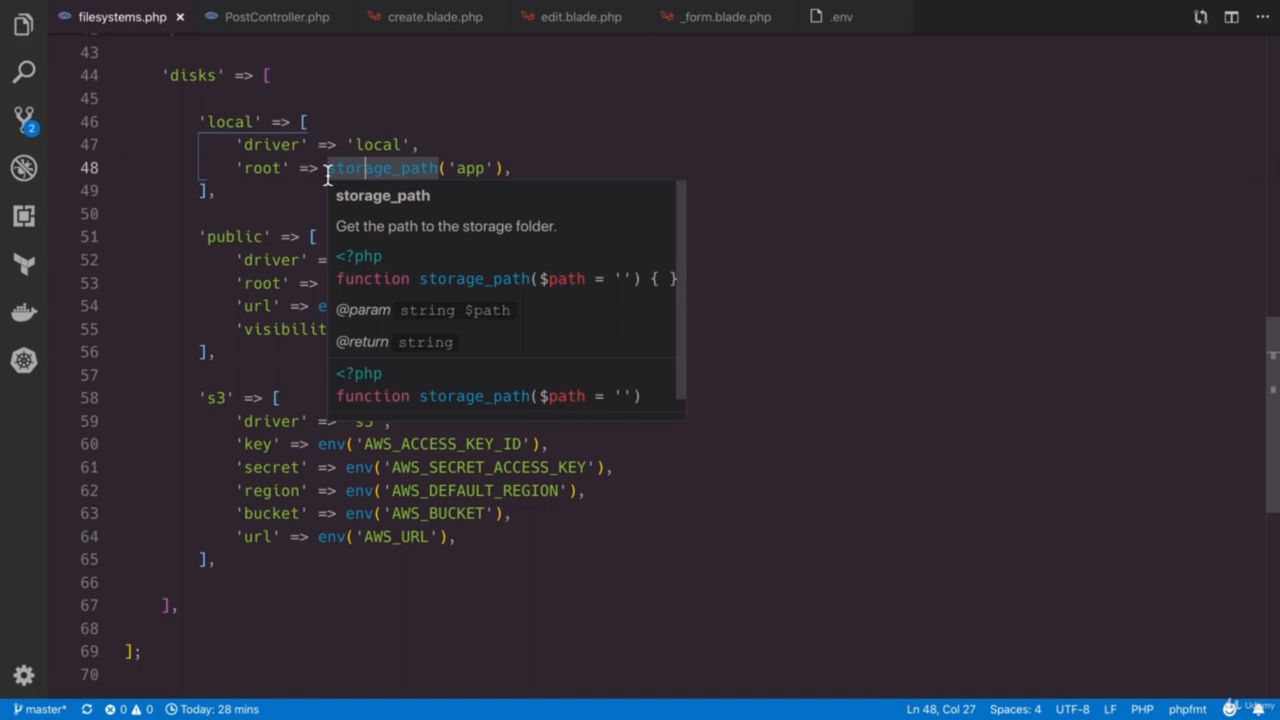 filesystems.php × PostController.php create.blade.php edit.blade.php _form.blade.php .env
43
44 'disks' => [
45
46 'local' => [
47 'driver' => 'local',
48 'root' => storage_path('app'),
49 ],
storage_path
50
Get the path to the storage folder.
51 'public' => [
52 'driver' =
<?php
53 'root' =>
function storage_path($path = '') { }
54 'url' => e
@param string $path
55 'visibilit
@return string
56 ],
57
<?php
58 's3' => [
function storage_path($path = '')
59 'driver' => 's3',
60 'key' => env('AWS_ACCESS_KEY_ID'),
61 'secret' => env('AWS_SECRET_ACCESS_KEY'),
62 'region' => env('AWS_DEFAULT_REGION'),
63 'bucket' => env('AWS_BUCKET'),
64 'url' => env('AWS_URL'),
65 ],
66
67 ],
68
69 ];
70
2
master* 0 0 Today: 28 mins Ln 48, Col 27 Spaces: 4 UTF-8 LF PHP phpfmt
Udemy